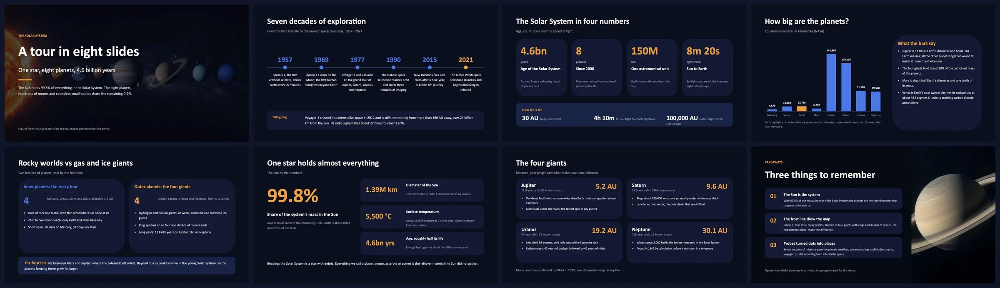 THE SOLAR SYSTEM
A tour in eight slides
One star, eight planets, 4.6 billion years
The Sun holds 99.8% of everything in the Solar System. The eight planets,
hundreds of moons and countless small bodies share the remaining 0.2%.
Figures from NASA planetary fact sheets. Images generated for this demo.
Seven decades of exploration
From the first satellite to the newest space telescope, 1957 - 2021
1957
Sputnik 1, the first
artificial satellite, circles
Earth every 96 minutes
1969
Apollo 11 lands on the
Moon; the first human
footprints beyond Earth
1977
Voyager 1 and 2 launch
on the grand tour of
Jupiter, Saturn, Uranus
and Neptune
1990
The Hubble Space
Telescope reaches orbit
and starts three
decades of imaging
2015
New Horizons flies past
Pluto after a nine-year,
5-billion-km journey
2021
The James Webb Space
Telescope launches and
begins observing in
infrared
Still going
Voyager 1 crossed into interstellar space in 2012 and is still transmitting from more than 160 AU away, over 24 billion
km from the Sun. Its radio signal takes about 22 hours to reach Earth.
The Solar System in four numbers
Age, count, scale and the speed of light
4.6bn
years
Age of the Solar System
Formed from a collapsing cloud
of gas and dust
8
planets
Since 2006
Pluto was reclassified as a dwarf
planet by the IAU
150M
km
One astronomical unit
Earth's mean distance from the
Sun
8m 20s
light travel
Sun to Earth
Sunlight you see left the Sun over
eight minutes ago
How far is far
30 AU Neptune's orbit
4h 10m for sunlight to reach Neptune
100,000 AU outer edge of the
Oort cloud
How big are the planets?
Equatorial diameter in kilometres (NASA)
4,879
12,104
12,756
6,792
142,984
120,536
51,118
49,528
Mercury
Venus
Earth
Mars
Jupiter
Saturn
Uranus
Neptune
Earth highlighted in amber. Bars are proportional to diameter; Jupiter would need a bar 29 times taller
than Mercury's.
What the bars say
• Jupiter is 11 times Earth's diameter and holds 318
Earth masses; all the other planets together would fit
inside it more than twice over.
• The four giants hold about 99% of the combined mass
of the planets.
• Mars is about half Earth's diameter and one tenth of
its mass.
• Venus is Earth's near twin in size, yet its surface sits at
about 462 degrees C under a crushing carbon dioxide
atmosphere.
Rocky worlds vs gas and ice giants
Two families of planets, split by the frost line
Inner planets: the rocky four
4
Mercury, Venus, Earth and Mars, all inside 1.6 AU
• Built of rock and metal, with thin atmospheres or none at all
• Zero to two moons each; only Earth and Mars have any
• Short years: 88 days on Mercury, 687 days on Mars
Outer planets: the four giants
4
Jupiter, Saturn, Uranus and Neptune, from 5 to 30 AU
• Hydrogen and helium giants, or water, ammonia and methane ice
giants
• Ring systems on all four and dozens of moons each
• Long years: 12 Earth years on Jupiter, 165 on Neptune
The frost line sits between Mars and Jupiter, where the asteroid belt orbits. Beyond it, ices could survive in the young Solar System, so the
planets forming there grew far larger.
One star holds almost everything
The Sun by the numbers
99.8%
Share of the system's mass in the Sun
Jupiter holds most of the remaining 0.2%. Earth is about three
millionths of the total.
1.39M km
Diameter of the Sun
109 Earths side by side; 1.3 million Earths by volume
5,500 °C
Surface temperature
About 15 million degrees C at the core, where hydrogen
fuses into helium
4.6bn yrs
Age, roughly half its life
Enough hydrogen for about five billion more years
Reading: the Solar System is a star with debris. Everything we call a planet, moon, asteroid or comet is the leftover material the Sun did not gather.
The four giants
Distance, year length and what makes each one different
Jupiter
5.2 AU
11.9-year orbit, 95 known moons
• The Great Red Spot is a storm wider than Earth that has raged for at least
190 years
• A day lasts under ten hours; the fastest spin of any planet
Saturn
9.6 AU
29.5-year orbit, 146 known moons
• Rings about 280,000 km across yet mostly under a kilometre thick
• Less dense than water; the only planet that would float
Uranus
19.2 AU
84-year orbit, 28 known moons
• Axis tilted 98 degrees, so it rolls around the Sun on its side
• Each pole gets 42 years of daylight followed by 42 years of night
Neptune
30.1 AU
165-year orbit, 16 known moons
• Winds above 2,000 km/h, the fastest measured in the Solar System
• Found in 1846 by calculation before it was seen in a telescope
Moon counts as confirmed by NASA in 2023; new discoveries keep raising them.
TAKEAWAYS
Three things to remember
01
The Sun is the system
With 99.8% of the mass, the star is the Solar System; the planets are the rounding error that
happens to include us.
02
The frost line drew the map
Inside it, four small rocky worlds. Beyond it, four giants with rings and dozens of moons. Ice,
not distance alone, made the difference.
03
Probes turned dots into places
Seven decades of missions gave the planets weather, volcanoes, rings and hidden oceans;
Voyager 1 is still reporting from interstellar space.
Figures from NASA planetary fact sheets. Images generated for this demo.